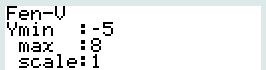 Fen-V
Ymin :-5
max :8
scale:1